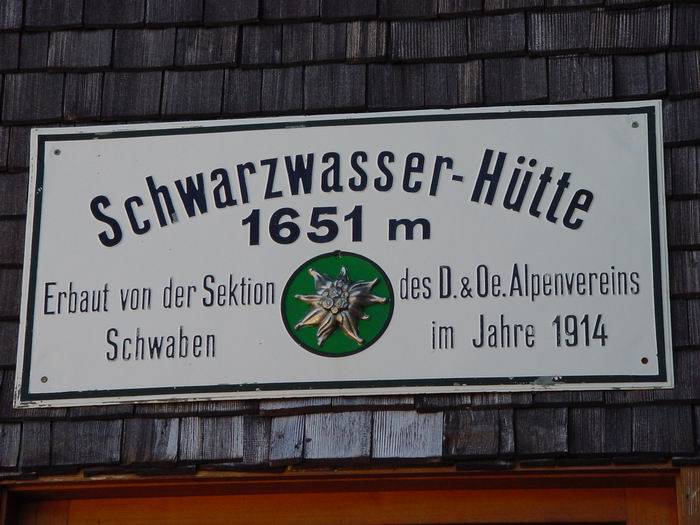 Schwarzwasser-Hütte
1651 m
Erbaut von der Sektion des D. & Oe. Alpenvereins
Schwaben im Jahre 1914